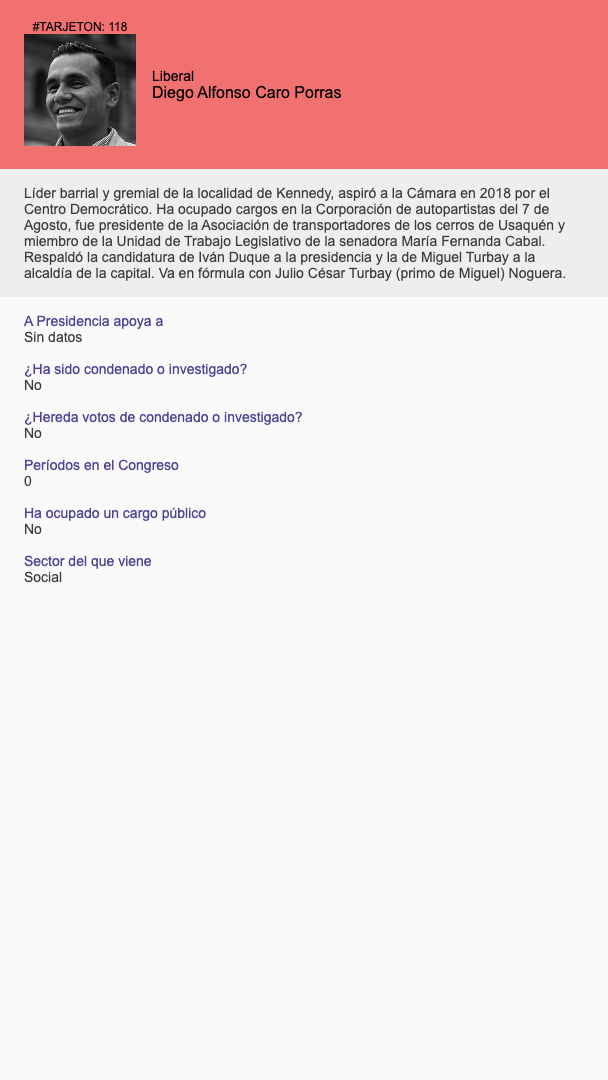 #TARJETON: 118
Liberal
Diego Alfonso Caro Porras
Líder barrial y gremial de la localidad de Kennedy, aspiró a la Cámara en 2018 por el
Centro Democrático. Ha ocupado cargos en la Corporación de autopartistas del 7 de
Agosto, fue presidente de la Asociación de transportadores de los cerros de Usaquén y
miembro de la Unidad de Trabajo Legislativo de la senadora María Fernanda Cabal.
Respaldó la candidatura de Iván Duque a la presidencia y la de Miguel Turbay a la
alcaldía de la capital. Va en fórmula con Julio César Turbay (primo de Miguel) Noguera.
A Presidencia apoya a
Sin datos
¿Ha sido condenado o investigado?
No
¿Hereda votos de condenado o investigado?
No
Períodos en el Congreso
0
Ha ocupado un cargo público
No
Sector del que viene
Social